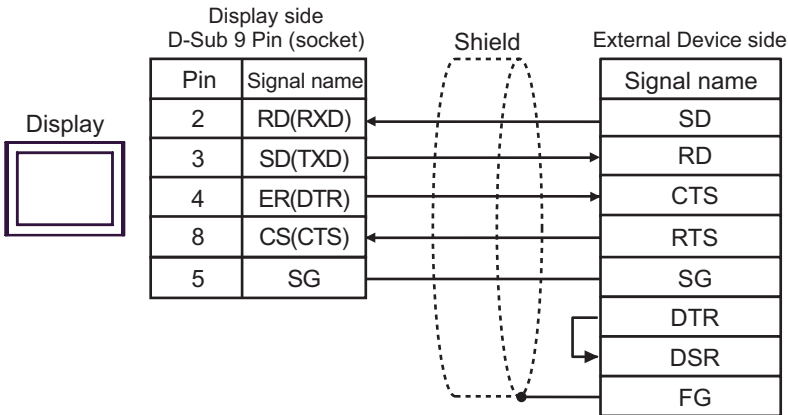 Display side
D-Sub 9 Pin (socket)
Shield
External Device side
Pin Signal name
Signal name
Display
2 RD(RXD)
SD
3 SD(TXD)
RD
4 ER(DTR)
CTS
8 CS(CTS)
RTS
5 SG
SG
DTR
DSR
FG